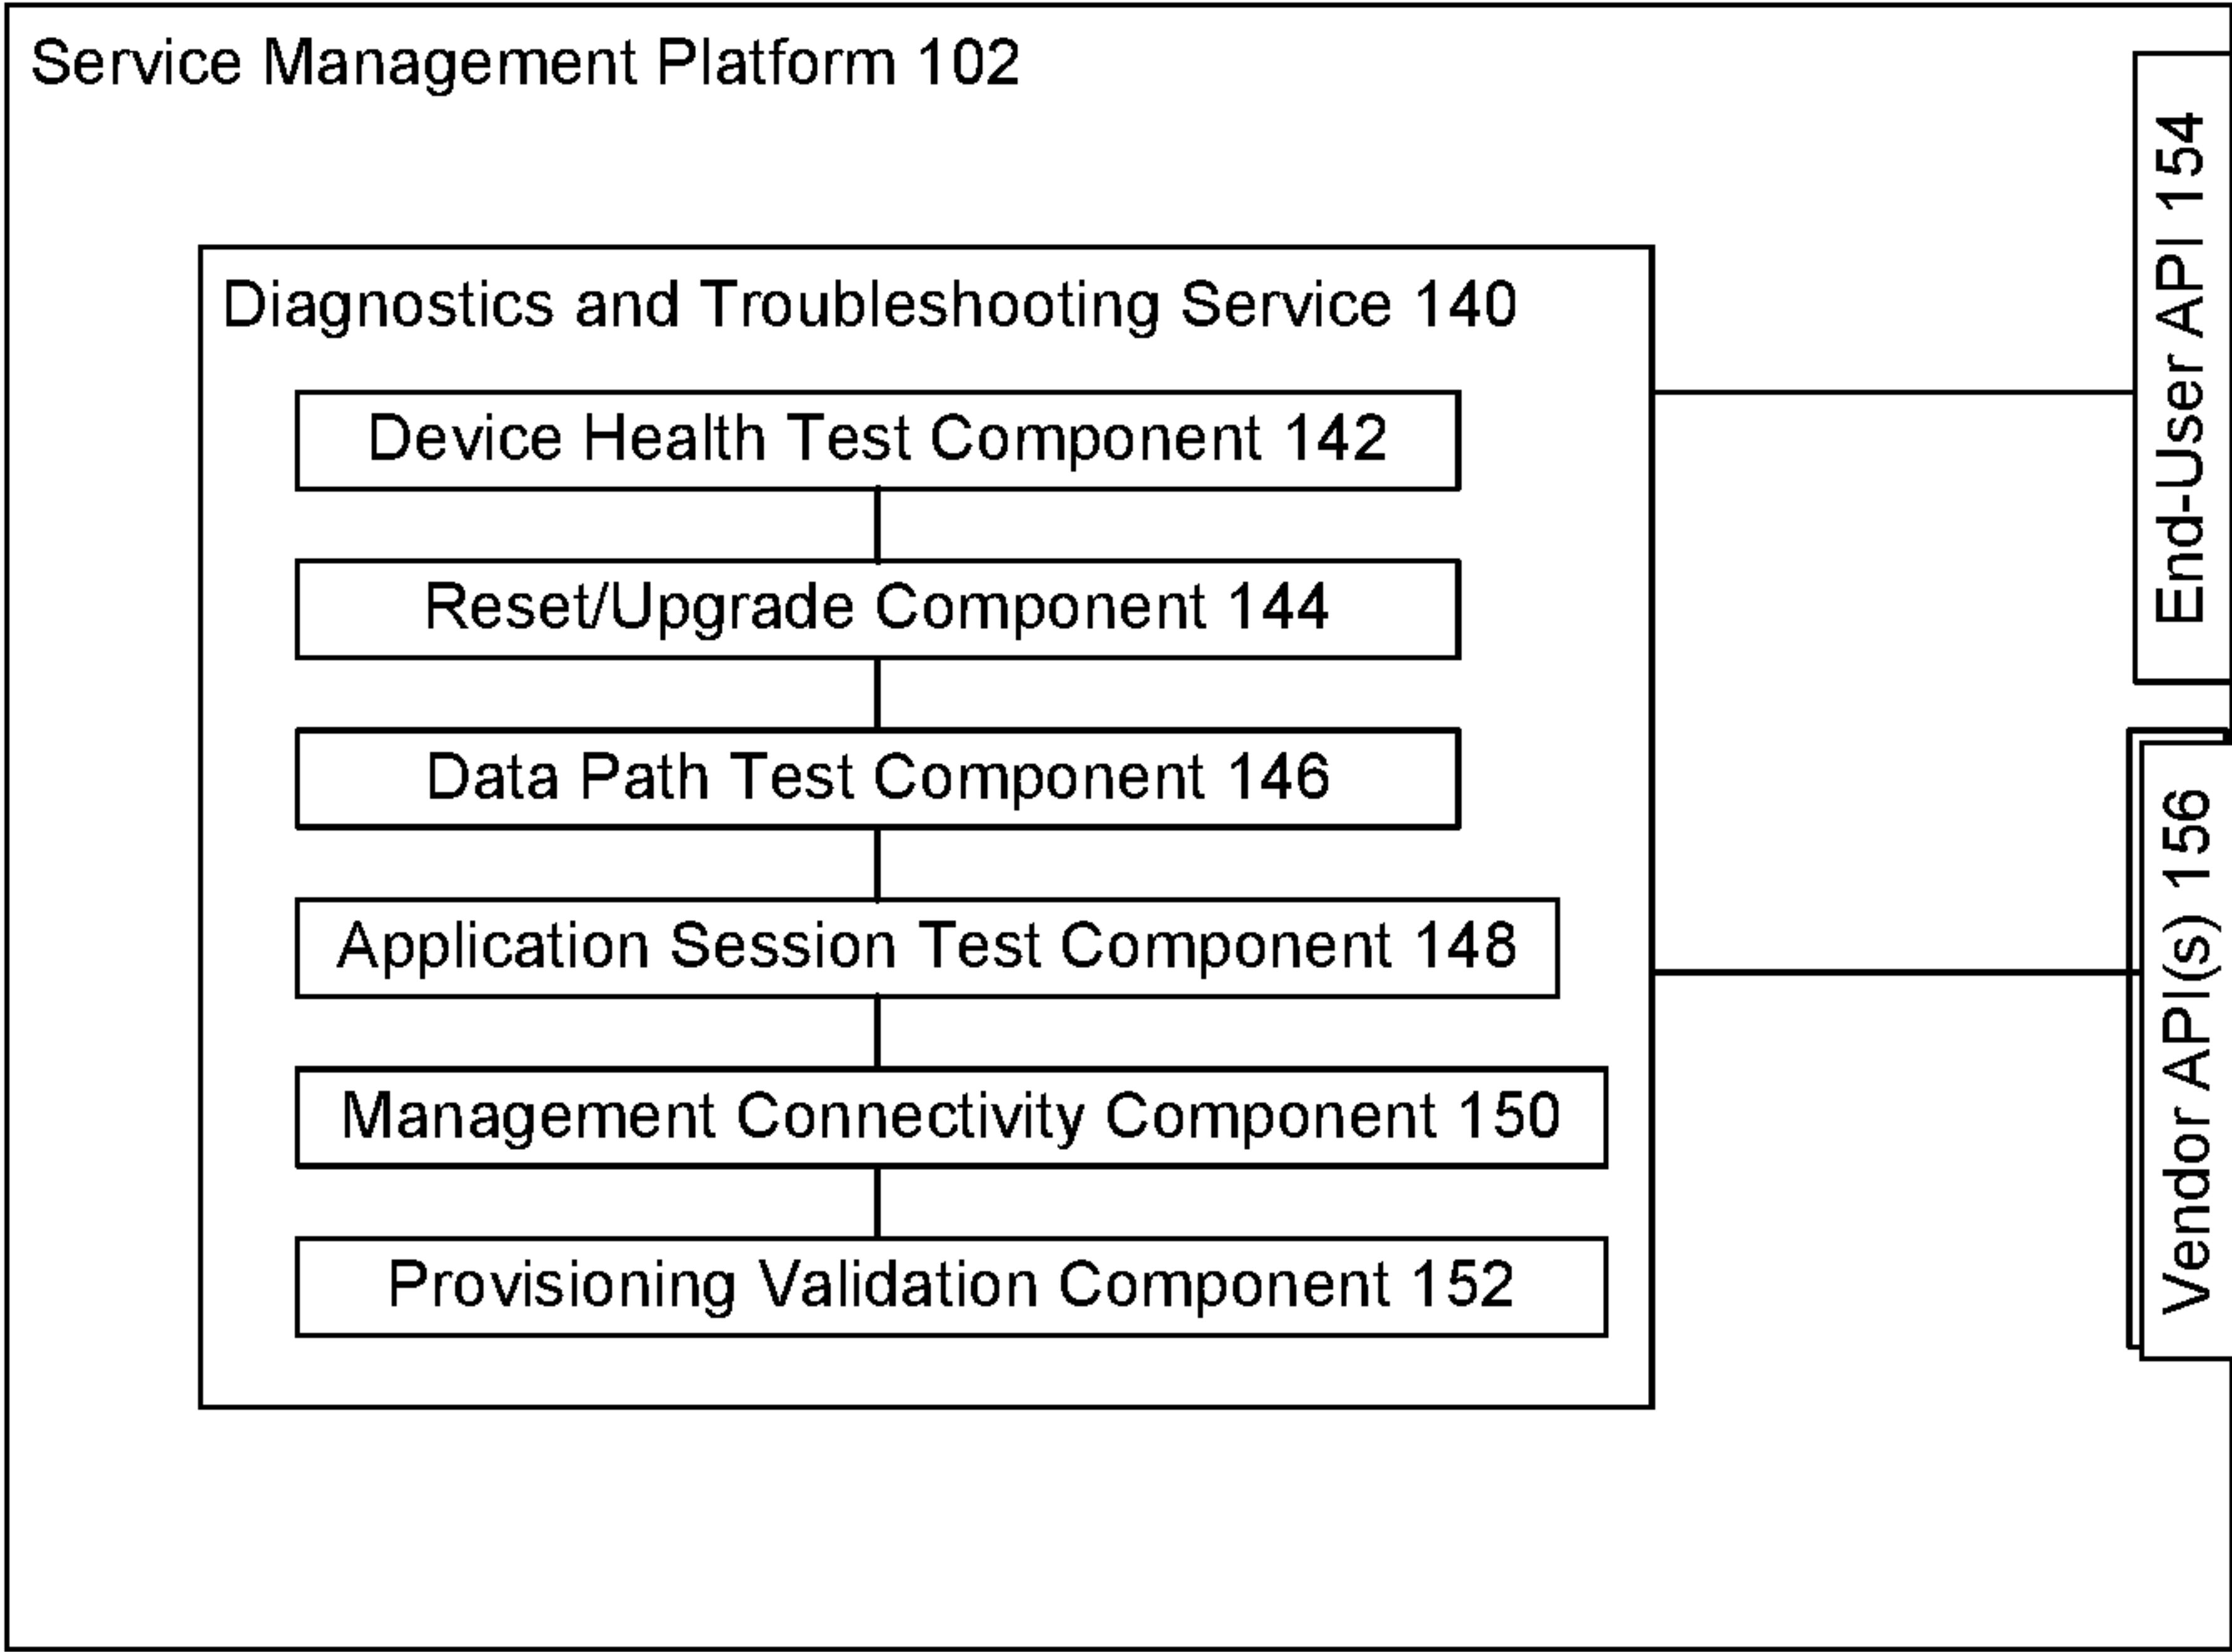 Service Management Platform 102
Diagnostics and Troubleshooting Service 140
Device Health Test Component 142
Reset/Upgrade Component 144
Data Path Test Component 146
Application Session Test Component 148
Management Connectivity Component 150
Provisioning Validation Component 152
End-User API 154
Vendor API(s) 156